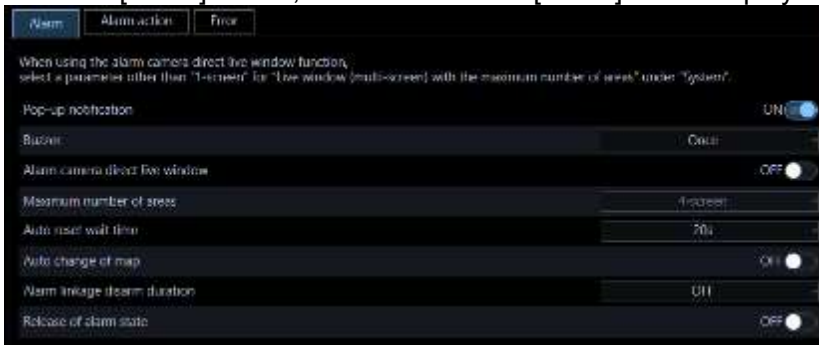 Alarm Alarm action Error
When using the alarm camera direct live window function,
select a parameter other than "1-screen" for "Live window (multi-screen) with the maximum number of areas" under "System".
Pop-up notification ON
Buzzer Once
Alarm camera direct live window OFF
Maximum number of areas 4-screen
Auto reset wait time 20s
Auto change of map OFF
Alarm linkage disarm duration Off
Release of alarm state OFF